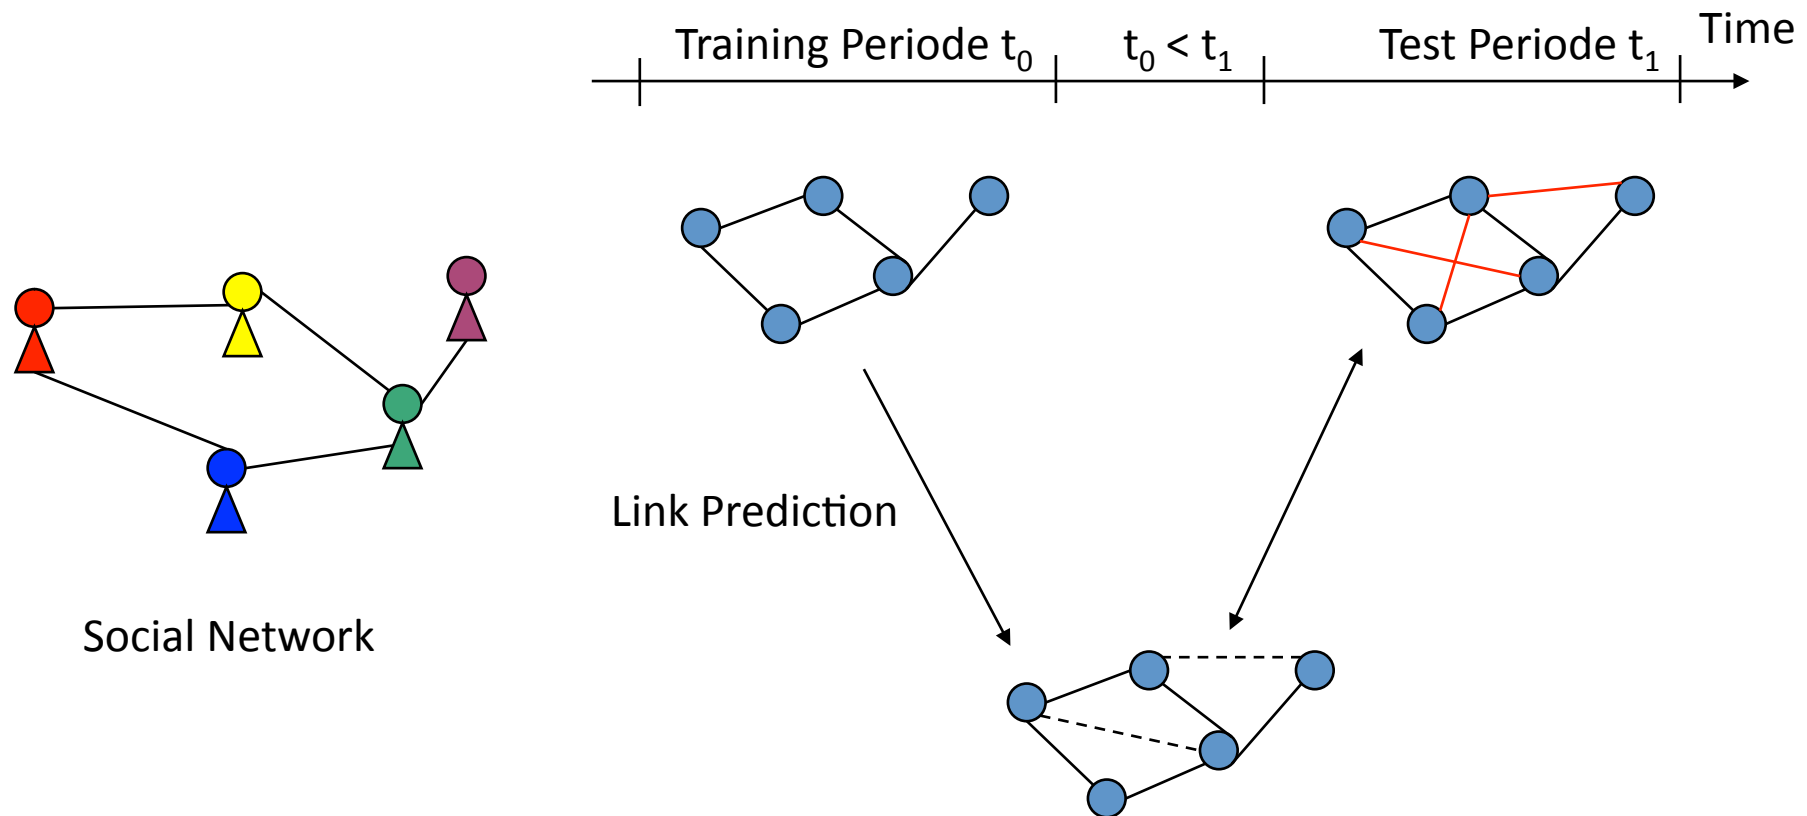 Training Periode t₀
t₀ < t₁
Test Periode t₁
Time
Link Prediction
Social Network